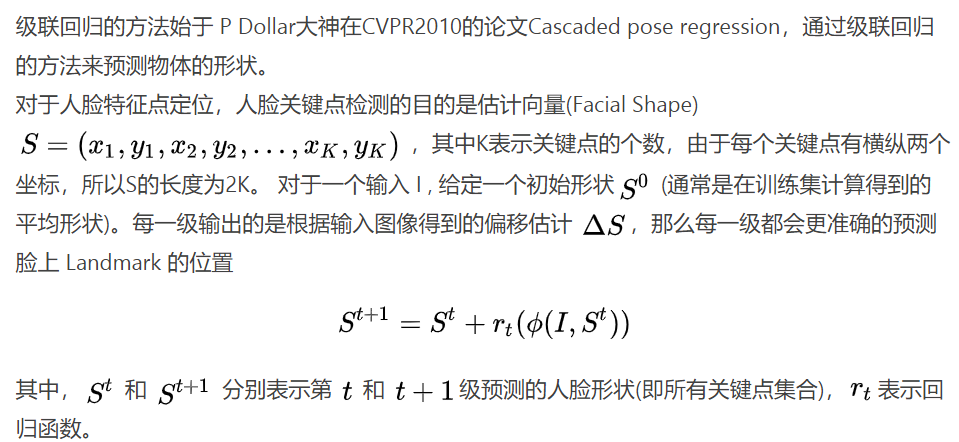 级联回归的方法始于 P Dollar大神在CVPR2010的论文Cascaded pose regression，通过级联回归
的方法来预测物体的形状。
对于人脸特征点定位，人脸关键点检测的目的是估计向量(Facial Shape)
S = (x₁, y₁, x₂, y₂, . . . , x_K, y_K) ，其中K表示关键点的个数，由于每个关键点有横纵两个
坐标，所以S的长度为2K。 对于一个输入 I , 给定一个初始形状 S⁰ (通常是在训练集计算得到的
平均形状)。每一级输出的是根据输入图像得到的偏移估计 ΔS ，那么每一级都会更准确的预测
脸上 Landmark 的位置
S^{t+1} = S^t + r_t(ϕ(I, S^t))
其中， S^t 和 S^{t+1} 分别表示第 t 和 t + 1 级预测的人脸形状(即所有关键点集合)， r_t 表示回
归函数。